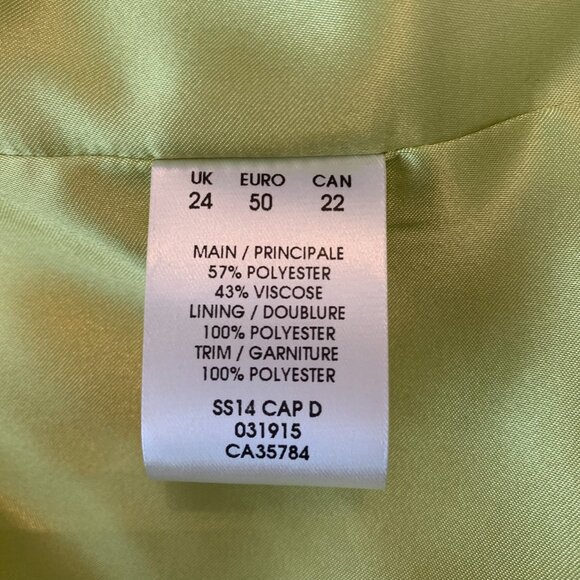 UK EURO CAN
24 50 22
MAIN / PRINCIPALE
57% POLYESTER
43% VISCOSE
LINING / DOUBLURE
100% POLYESTER
TRIM / GARNITURE
100% POLYESTER
SS14 CAP D
031915
CA35784